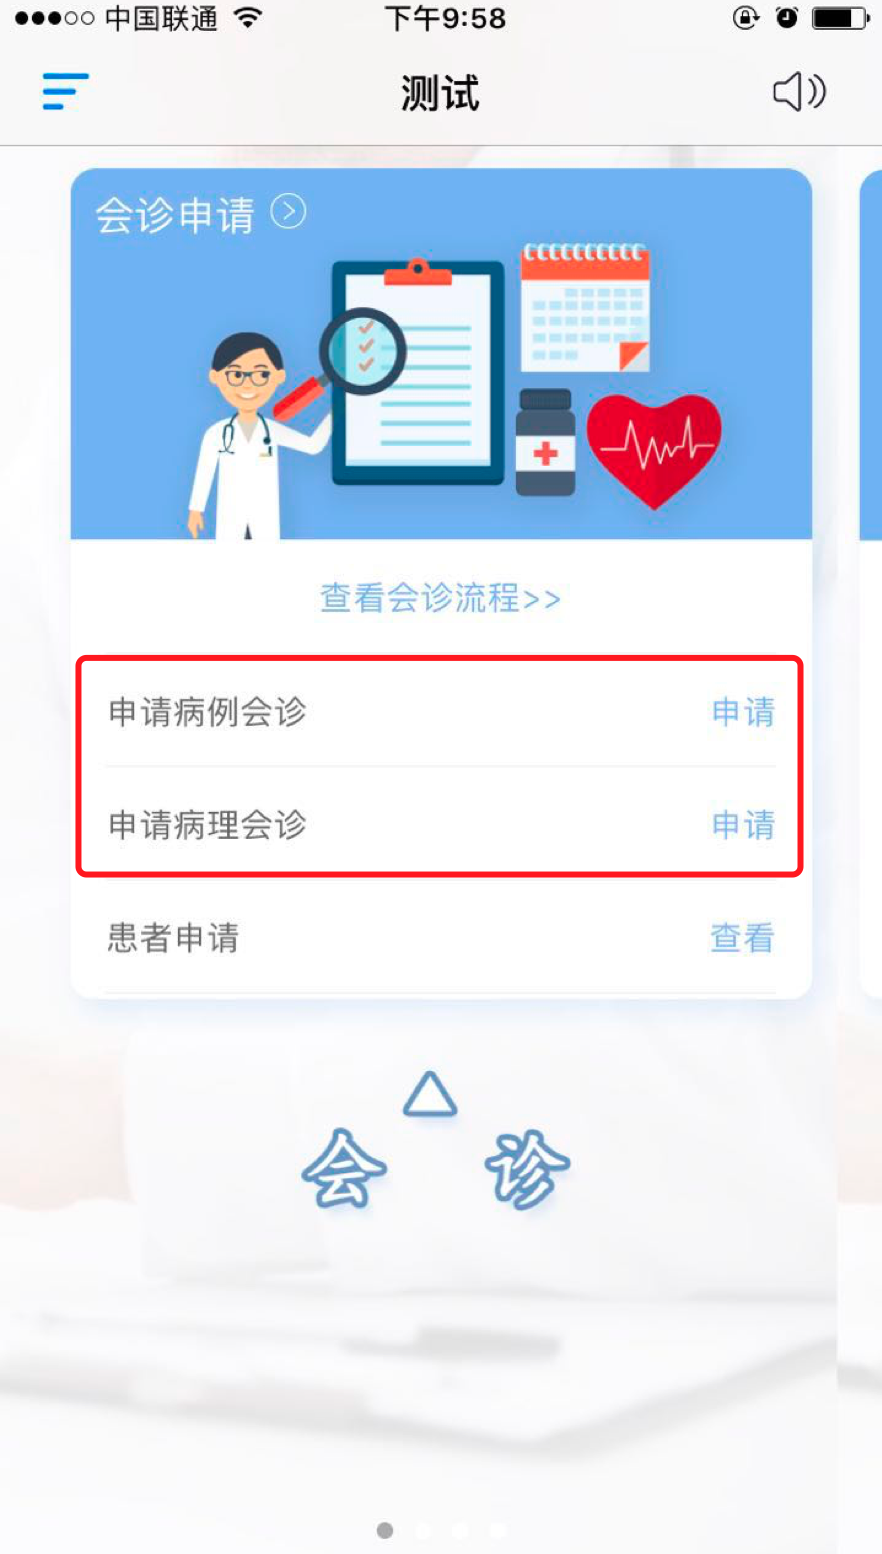 中国联通 下午9:58
测试
会诊申请
查看会诊流程>>
申请病例会诊 申请
申请病理会诊 申请
患者申请 查看
会 诊